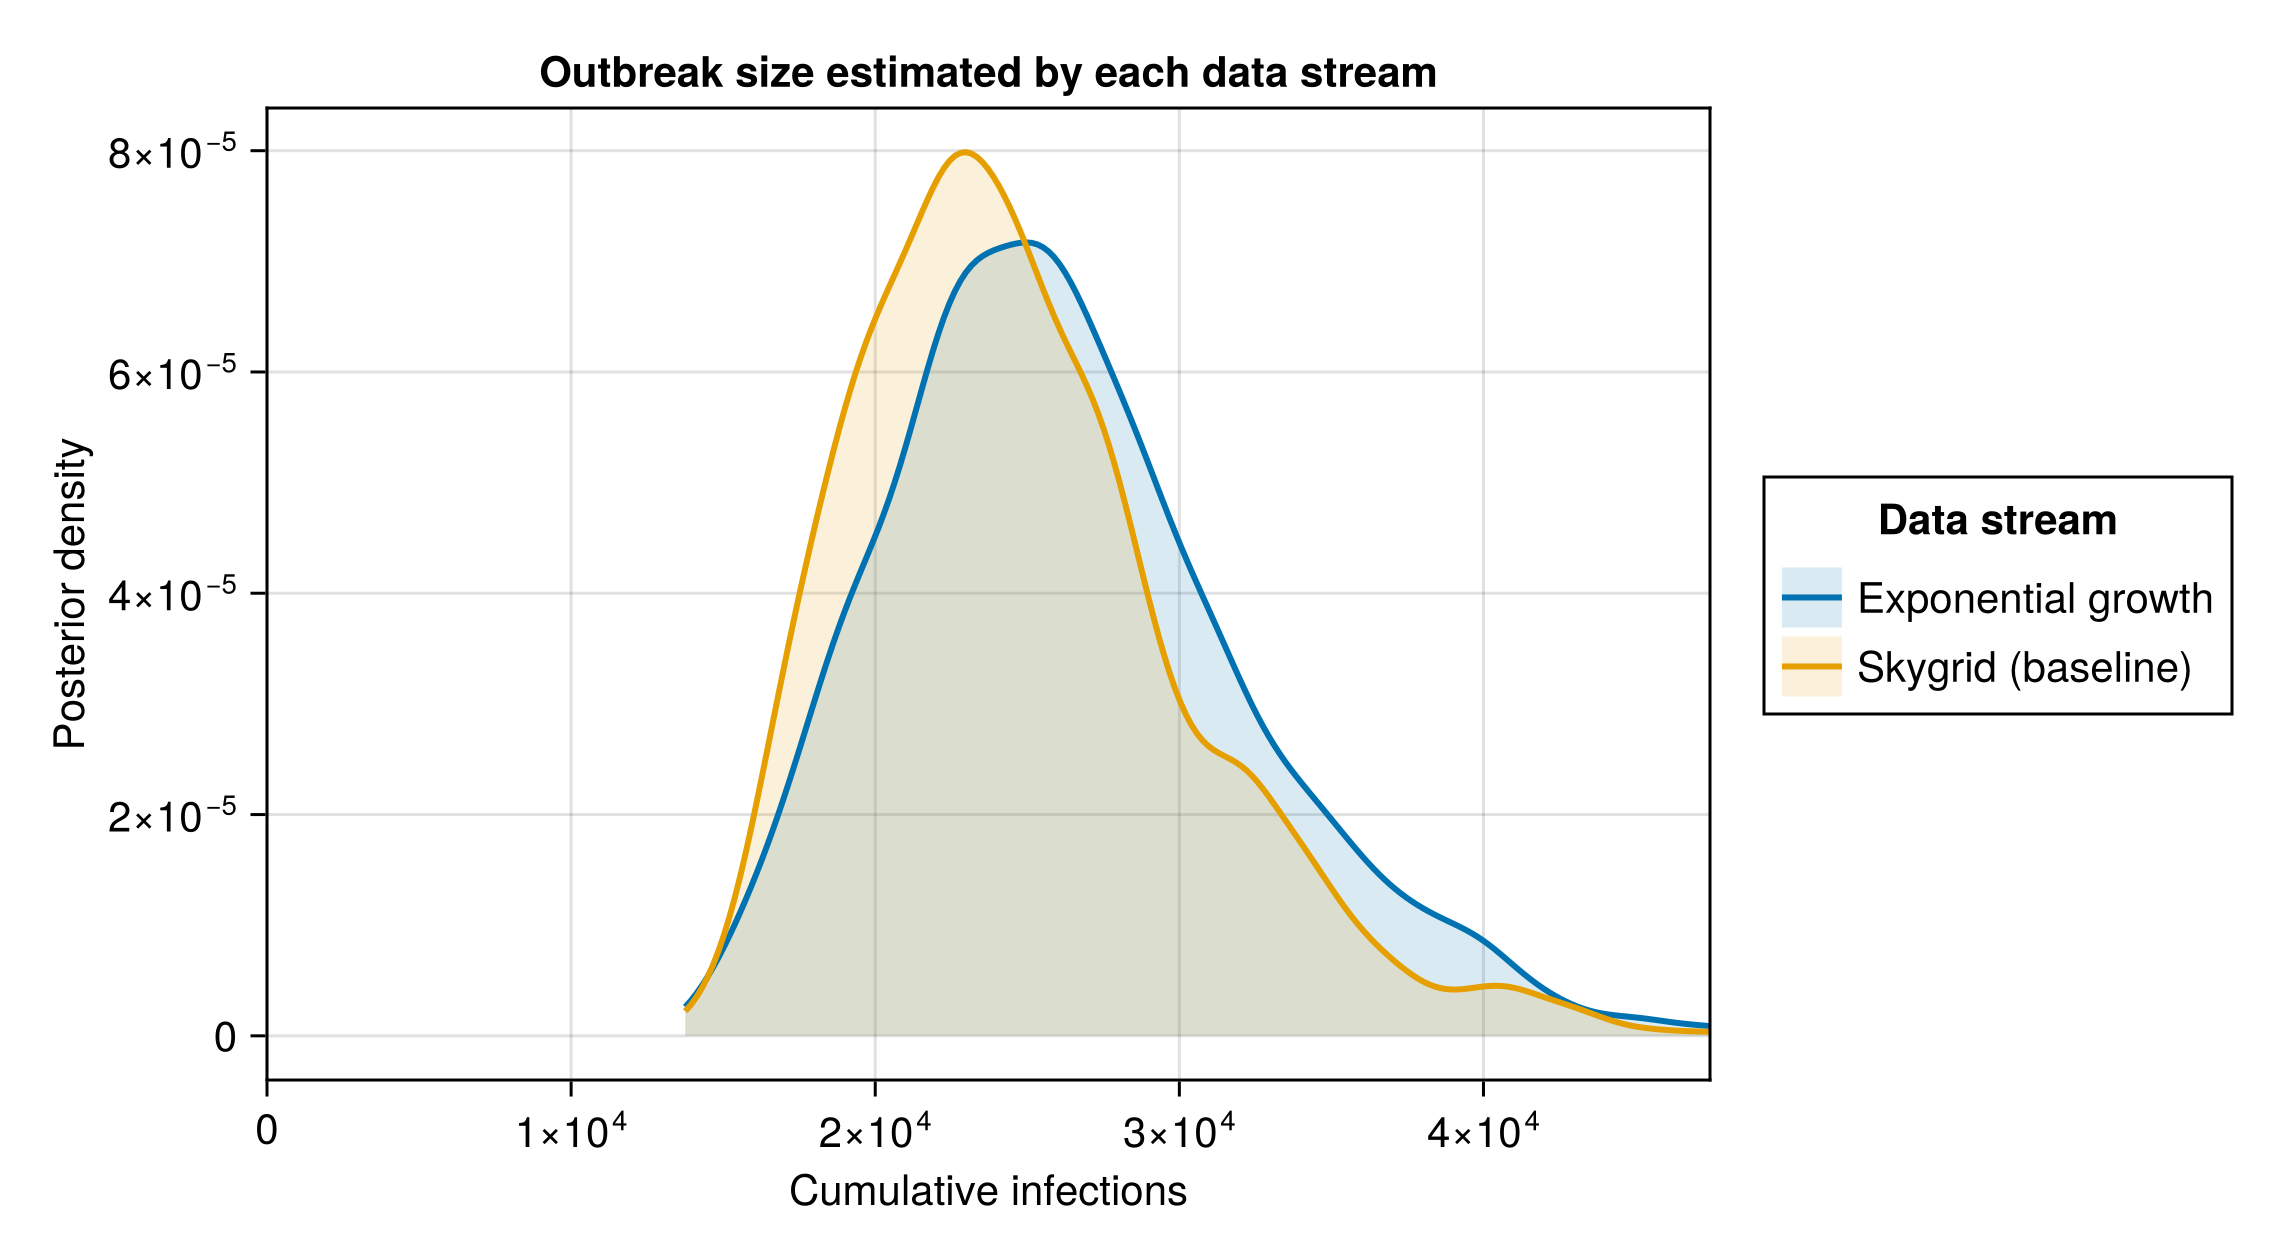 Outbreak size estimated by each data stream
Posterior density
8×10⁻⁵
6×10⁻⁵
4×10⁻⁵
2×10⁻⁵
0
0 1×10⁴ 2×10⁴ 3×10⁴ 4×10⁴
Cumulative infections
Data stream
Exponential growth
Skygrid (baseline)